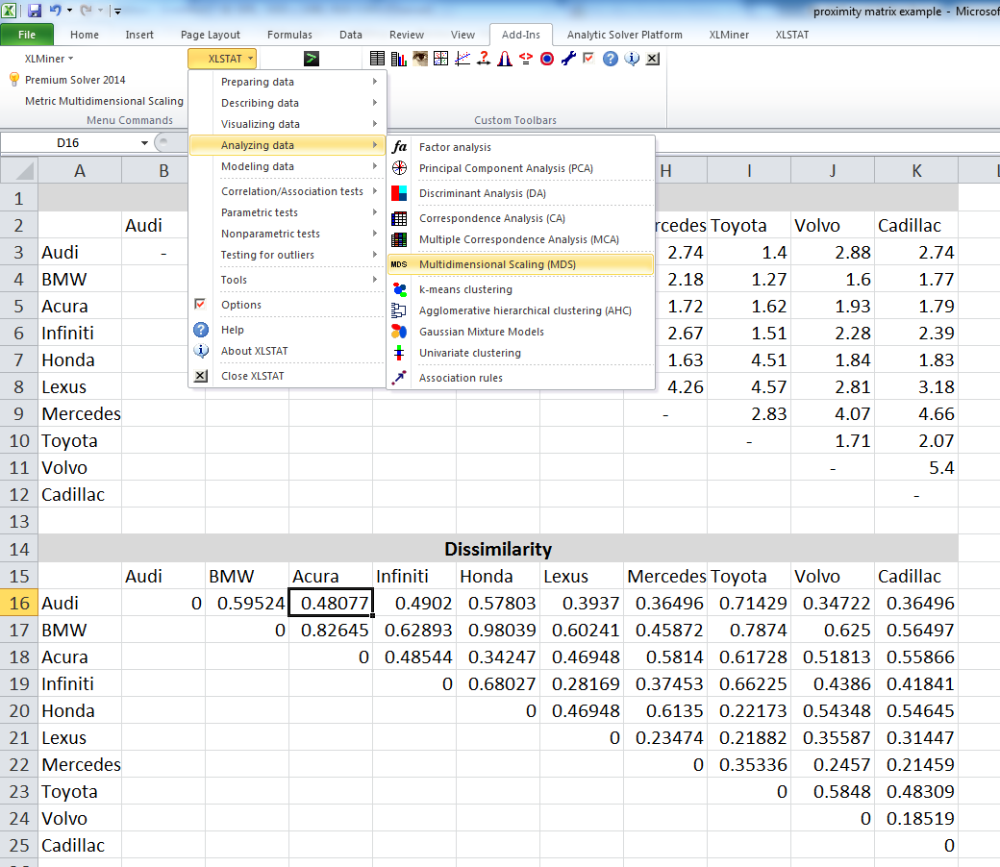 proximity matrix example - Microsof
File Home Insert Page Layout Formulas Data Review View Add-Ins Analytic Solver Platform XLMiner XLSTAT
XLMiner XLSTAT
Premium Solver 2014
Metric Multidimensional Scaling
Menu Commands Custom Toolbars
D16
Preparing data
Describing data
Visualizing data
Analyzing data
Modeling data
Correlation/Association tests
Parametric tests
Nonparametric tests
Testing for outliers
Tools
Options
Help
About XLSTAT
Close XLSTAT
fa Factor analysis
Principal Component Analysis (PCA)
Discriminant Analysis (DA)
Correspondence Analysis (CA)
Multiple Correspondence Analysis (MCA)
MDS Multidimensional Scaling (MDS)
k-means clustering
Agglomerative hierarchical clustering (AHC)
Gaussian Mixture Models
Univariate clustering
Association rules
A B H I J K L
1
2 Audi rcedes Toyota Volvo Cadillac
3 Audi - 2.74 1.4 2.88 2.74
4 BMW 2.18 1.27 1.6 1.77
5 Acura 1.72 1.62 1.93 1.79
6 Infiniti 2.67 1.51 2.28 2.39
7 Honda 1.63 4.51 1.84 1.83
8 Lexus 4.26 4.57 2.81 3.18
9 Mercedes - 2.83 4.07 4.66
10 Toyota - 1.71 2.07
11 Volvo - 5.4
12 Cadillac -
13
14 Dissimilarity
15 Audi BMW Acura Infiniti Honda Lexus Mercedes Toyota Volvo Cadillac
16 Audi 0 0.59524 0.48077 0.4902 0.57803 0.3937 0.36496 0.71429 0.34722 0.36496
17 BMW 0 0.82645 0.62893 0.98039 0.60241 0.45872 0.7874 0.625 0.56497
18 Acura 0 0.48544 0.34247 0.46948 0.5814 0.61728 0.51813 0.55866
19 Infiniti 0 0.68027 0.28169 0.37453 0.66225 0.4386 0.41841
20 Honda 0 0.46948 0.6135 0.22173 0.54348 0.54645
21 Lexus 0 0.23474 0.21882 0.35587 0.31447
22 Mercedes 0 0.35336 0.2457 0.21459
23 Toyota 0 0.5848 0.48309
24 Volvo 0 0.18519
25 Cadillac 0